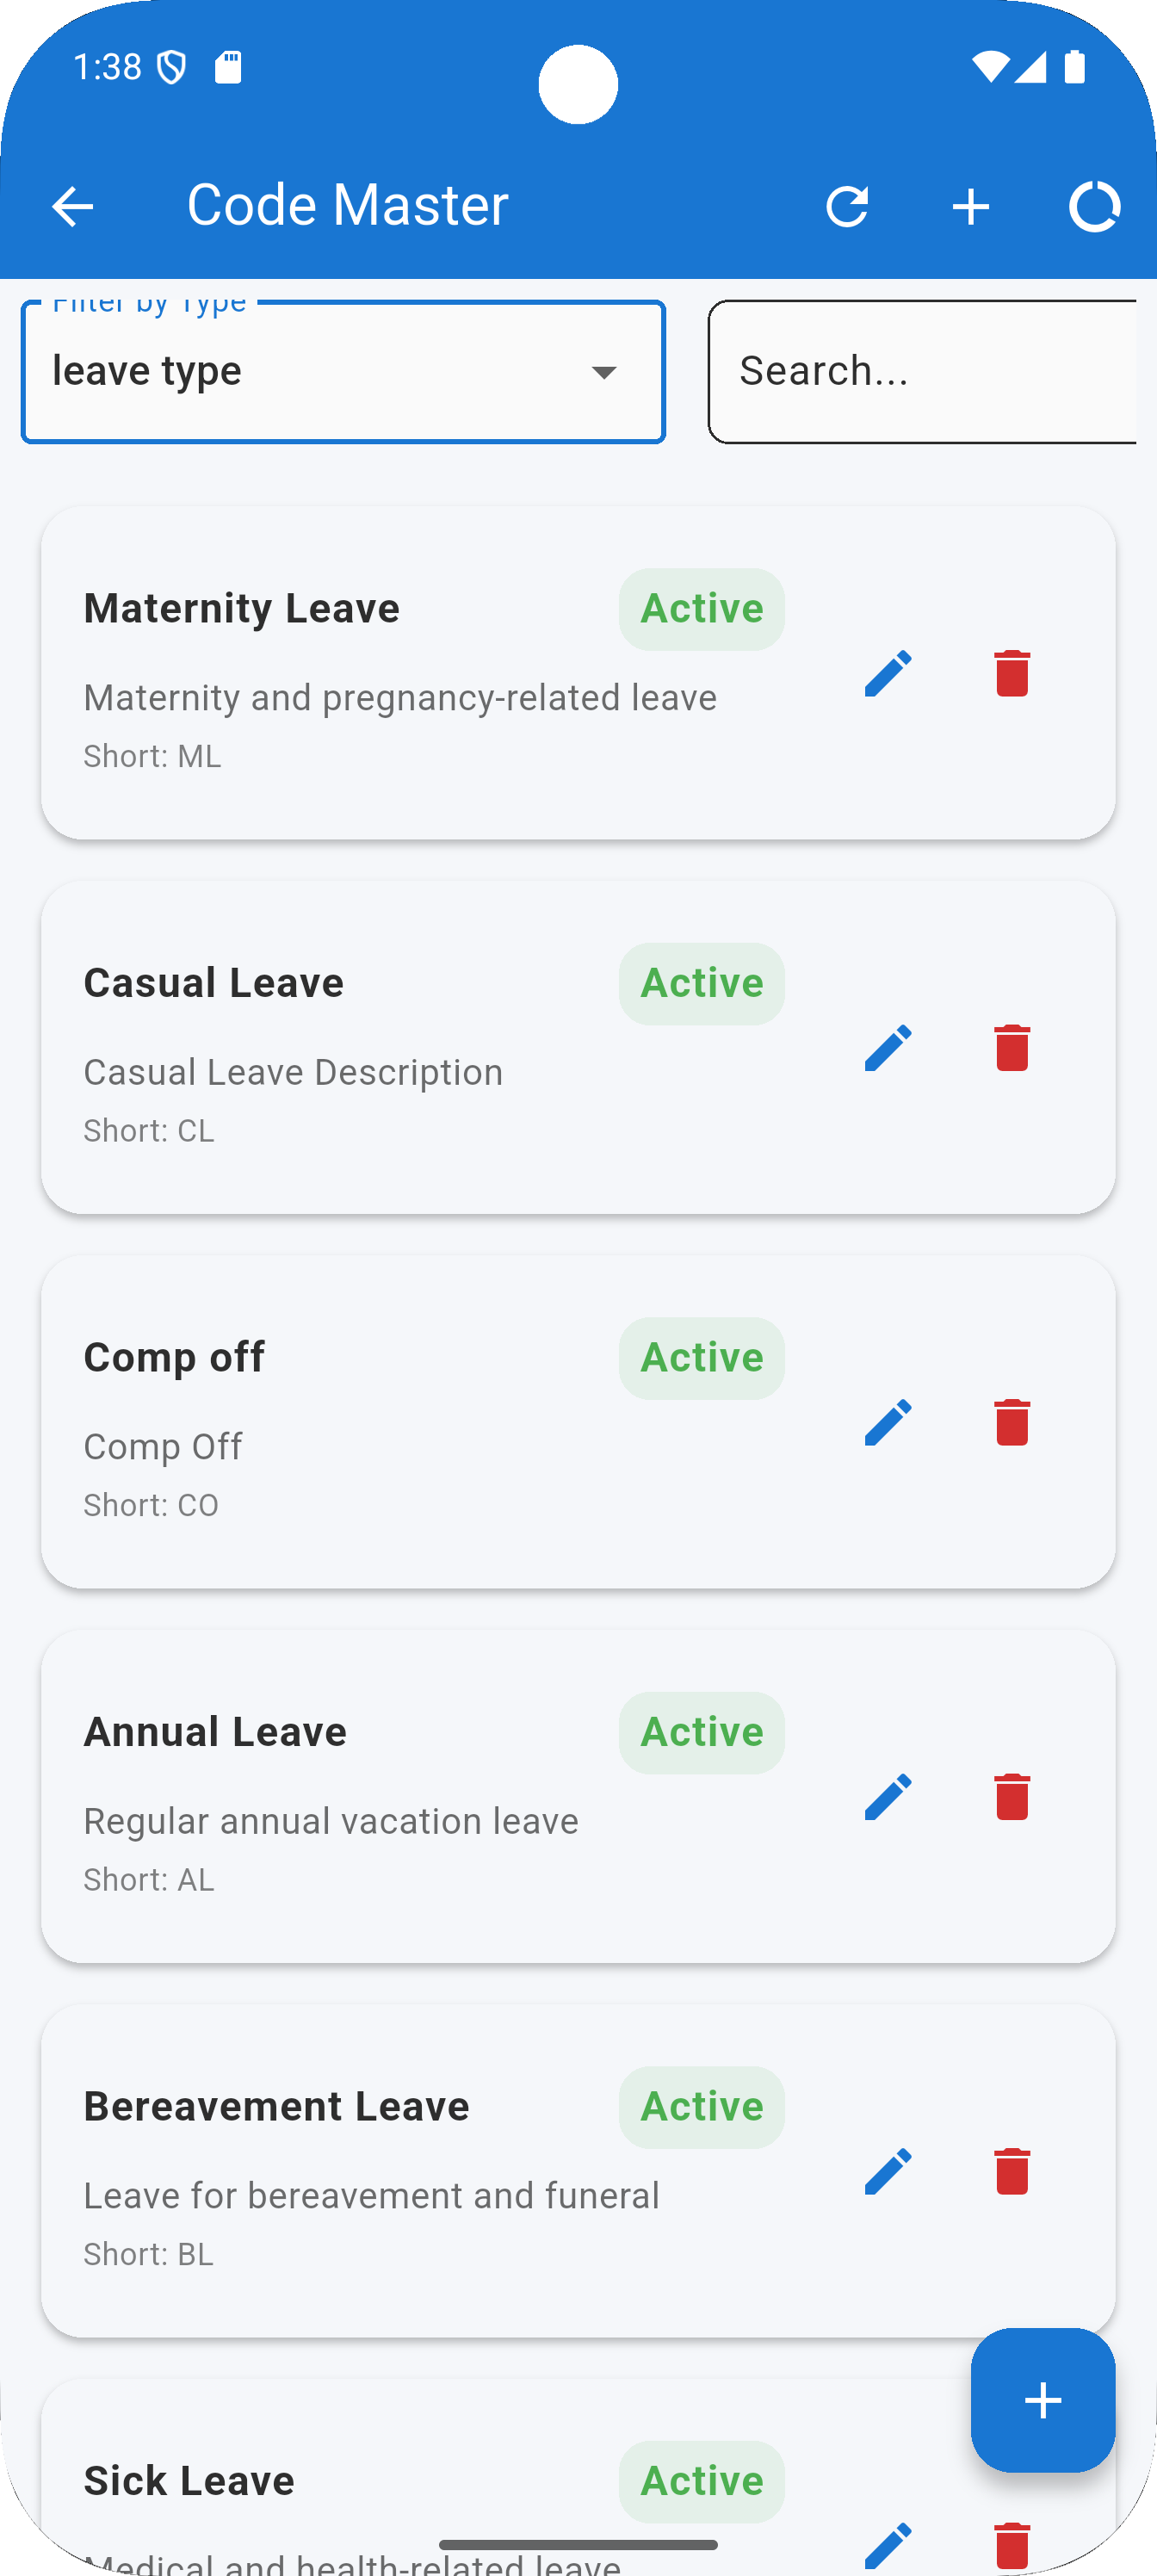 1:38
Code Master
Filter by Type
leave type
Search...
Maternity Leave
Active
Maternity and pregnancy-related leave
Short: ML
Casual Leave
Active
Casual Leave Description
Short: CL
Comp off
Active
Comp Off
Short: CO
Annual Leave
Active
Regular annual vacation leave
Short: AL
Bereavement Leave
Active
Leave for bereavement and funeral
Short: BL
Sick Leave
Active
Medical and health-related leave